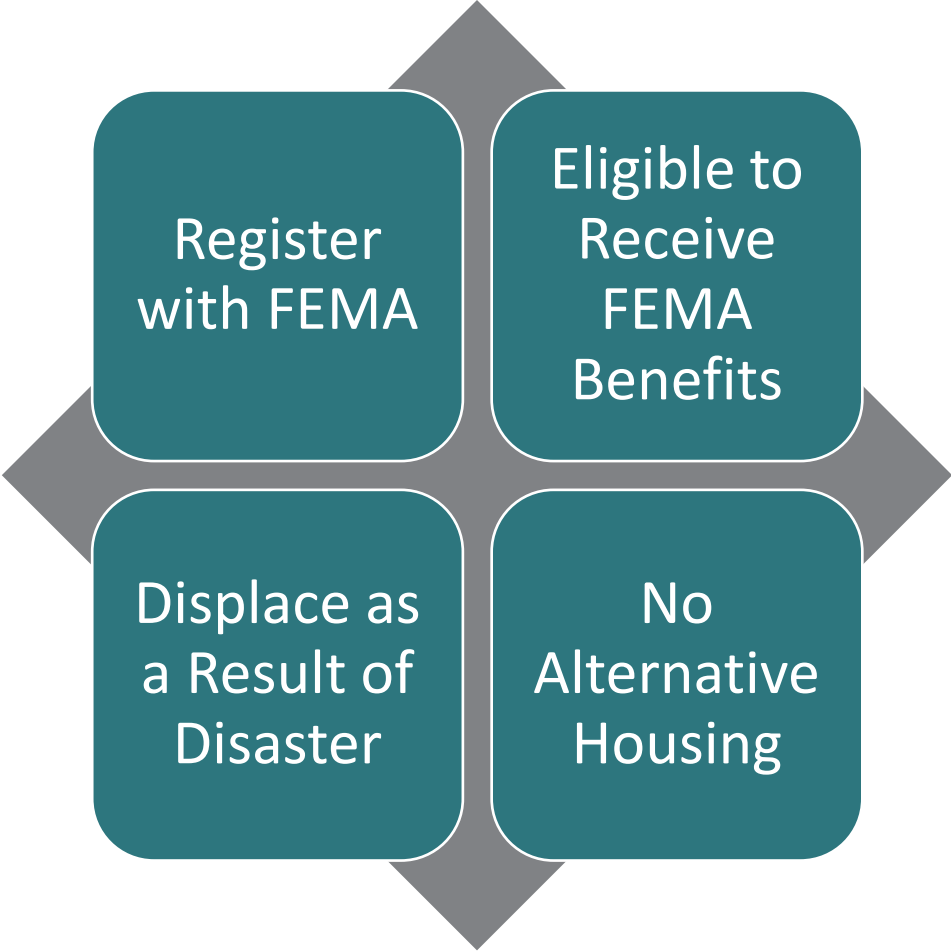 Register
with FEMA
Eligible to
Receive
FEMA
Benefits
Displace as
a Result of
Disaster
No
Alternative
Housing